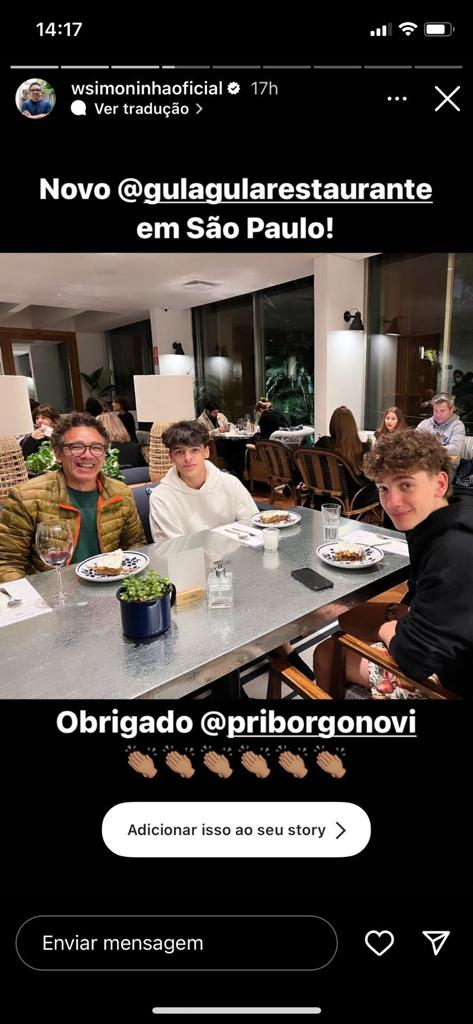 14:17
wsimoninhaoficial 17h
Ver tradução >
Novo @gulagularestaurante
em São Paulo!
Obrigado @priborgonovi
👏🏽👏🏽👏🏽👏🏽👏🏽👏🏽
Adicionar isso ao seu story >
Enviar mensagem